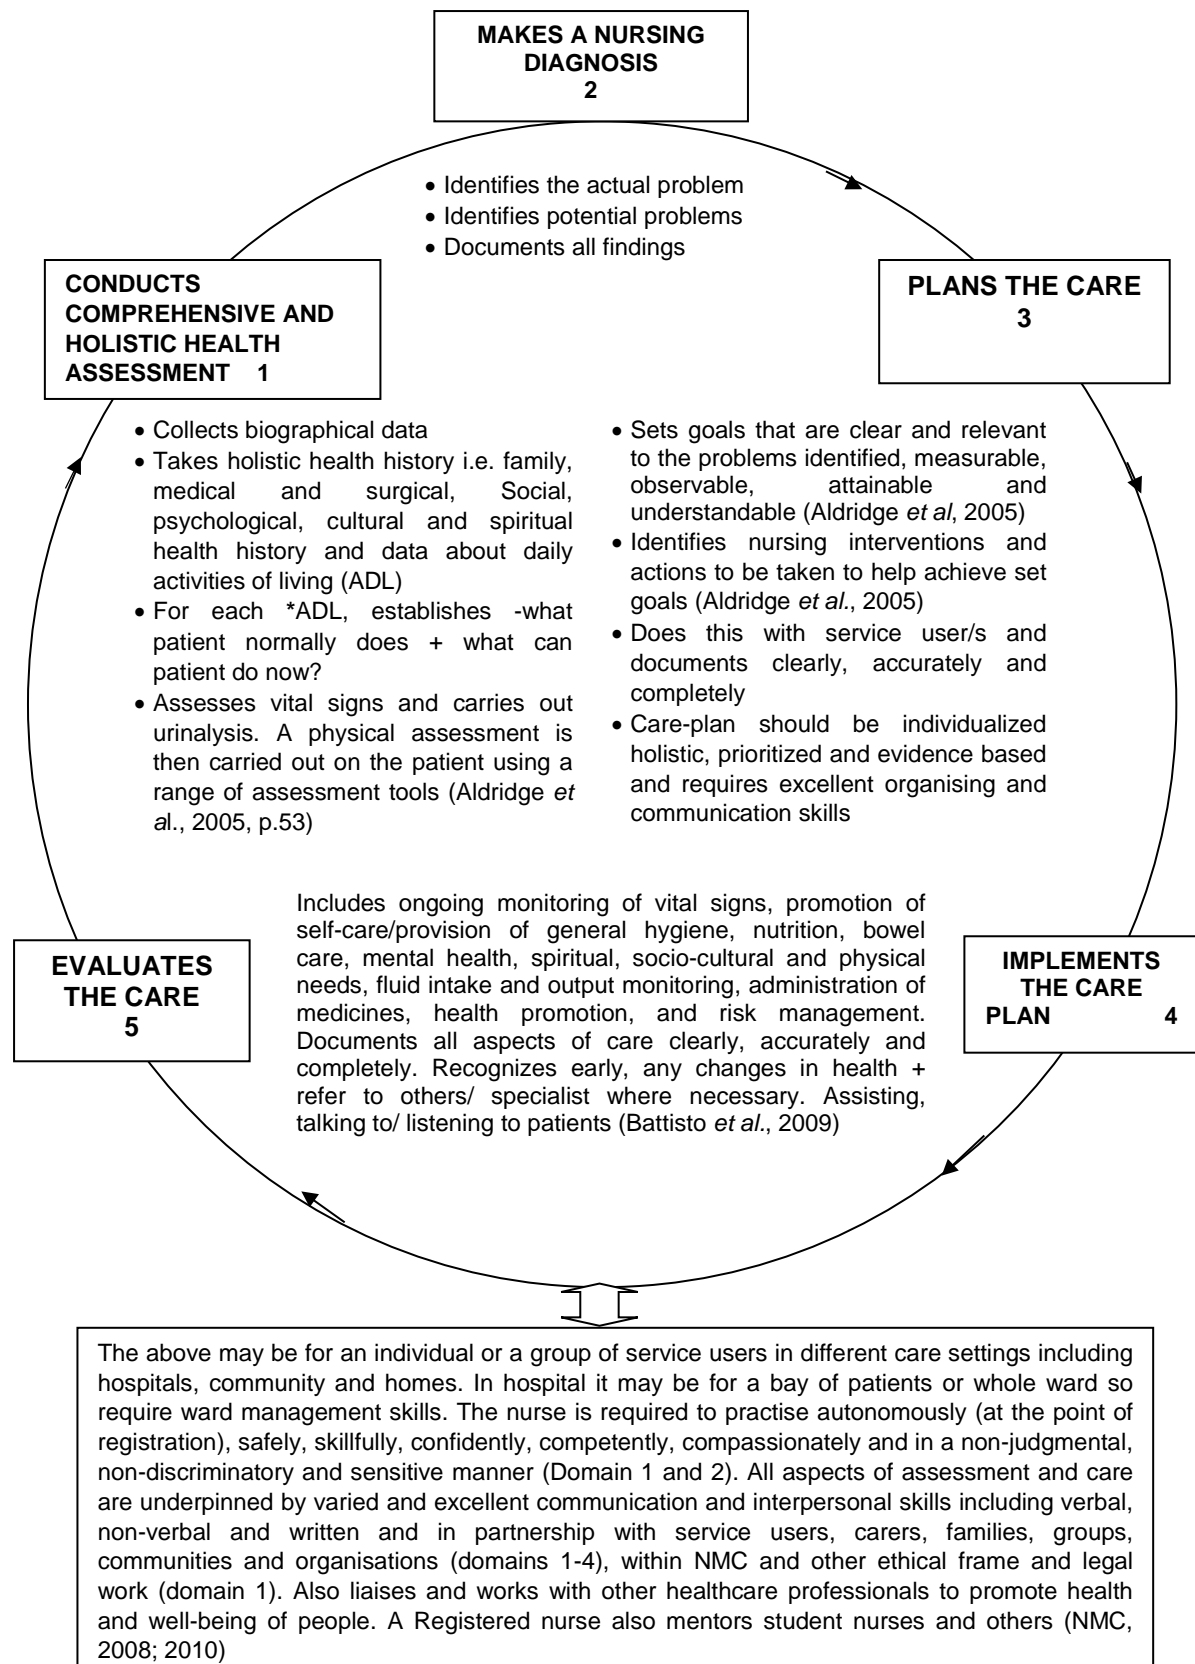 MAKES A NURSING
DIAGNOSIS
2
• Identifies the actual problem
• Identifies potential problems
• Documents all findings
CONDUCTS
COMPREHENSIVE AND
HOLISTIC HEALTH
ASSESSMENT 1
PLANS THE CARE
3
• Collects biographical data
• Takes holistic health history i.e. family,
medical and surgical, Social,
psychological, cultural and spiritual
health history and data about daily
activities of living (ADL)
• For each *ADL, establishes -what
patient normally does + what can
patient do now?
• Assesses vital signs and carries out
urinalysis. A physical assessment is
then carried out on the patient using a
range of assessment tools (Aldridge et
al., 2005, p.53)
• Sets goals that are clear and relevant
to the problems identified, measurable,
observable, attainable and
understandable (Aldridge et al, 2005)
• Identifies nursing interventions and
actions to be taken to help achieve set
goals (Aldridge et al., 2005)
• Does this with service user/s and
documents clearly, accurately and
completely
• Care-plan should be individualized
holistic, prioritized and evidence based
and requires excellent organising and
communication skills
Includes ongoing monitoring of vital signs, promotion of
self-care/provision of general hygiene, nutrition, bowel
care, mental health, spiritual, socio-cultural and physical
needs, fluid intake and output monitoring, administration of
medicines, health promotion, and risk management.
Documents all aspects of care clearly, accurately and
completely. Recognizes early, any changes in health +
refer to others/ specialist where necessary. Assisting,
talking to/ listening to patients (Battisto et al., 2009)
EVALUATES
THE CARE
5
IMPLEMENTS
THE CARE
PLAN 4
The above may be for an individual or a group of service users in different care settings including
hospitals, community and homes. In hospital it may be for a bay of patients or whole ward so
require ward management skills. The nurse is required to practise autonomously (at the point of
registration), safely, skillfully, confidently, competently, compassionately and in a non-judgmental,
non-discriminatory and sensitive manner (Domain 1 and 2). All aspects of assessment and care
are underpinned by varied and excellent communication and interpersonal skills including verbal,
non-verbal and written and in partnership with service users, carers, families, groups,
communities and organisations (domains 1-4), within NMC and other ethical frame and legal
work (domain 1). Also liaises and works with other healthcare professionals to promote health
and well-being of people. A Registered nurse also mentors student nurses and others (NMC,
2008; 2010)